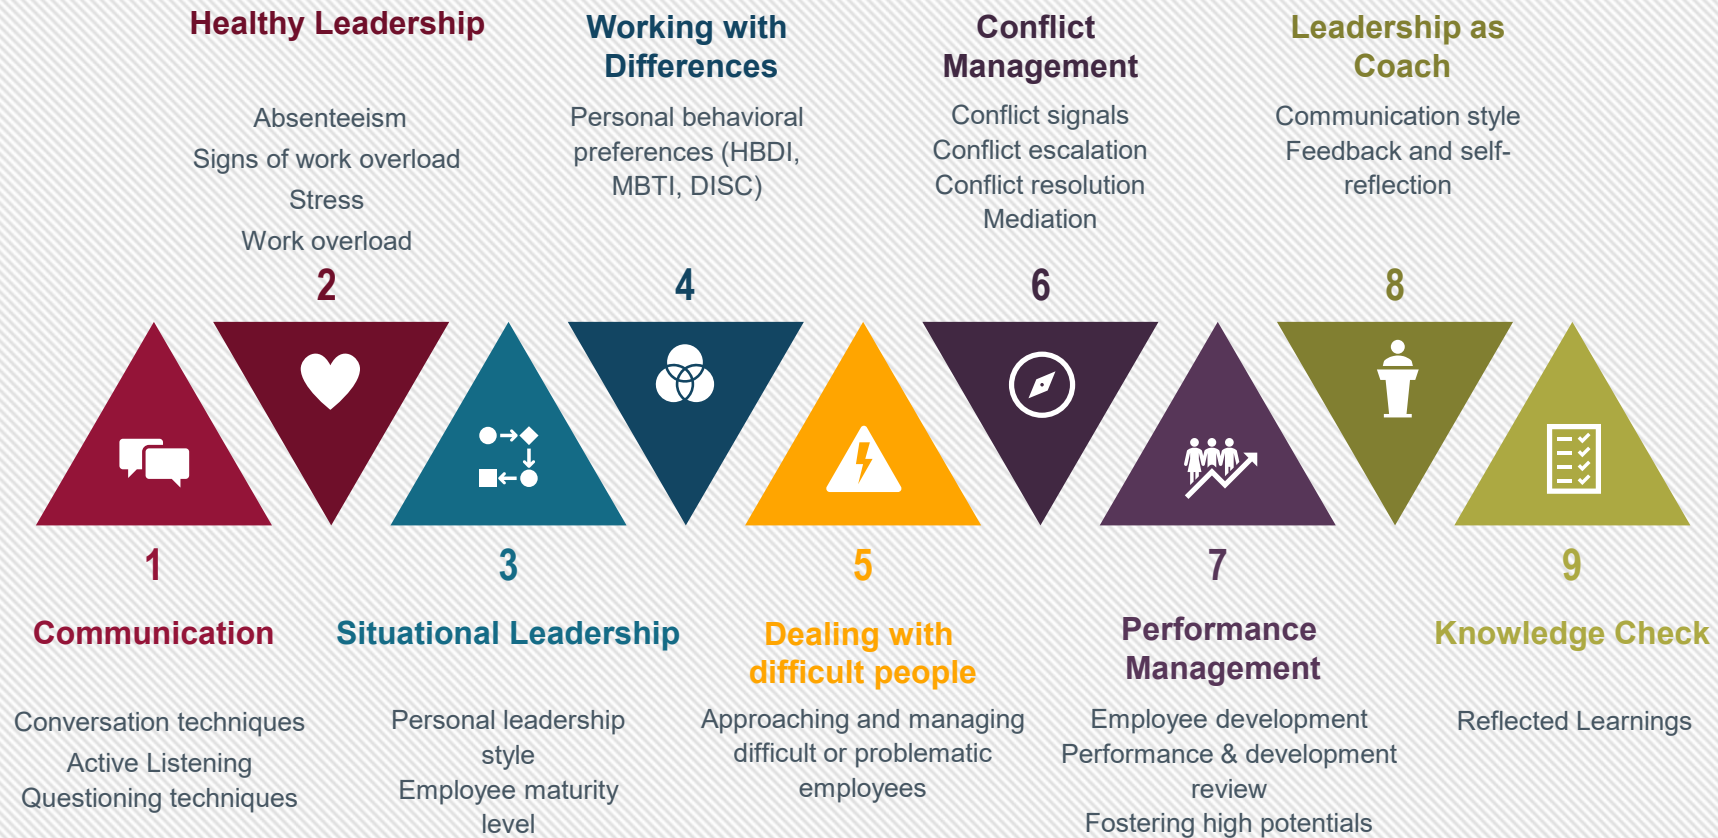 Healthy Leadership
Absenteeism
Signs of work overload
Stress
Work overload
2
Working with
Differences
Personal behavioral
preferences (HBDI,
MBTI, DISC)
4
Conflict
Management
Conflict signals
Conflict escalation
Conflict resolution
Mediation
6
Leadership as
Coach
Communication style
Feedback and self-
reflection
8
1
Communication
Conversation techniques
Active Listening
Questioning techniques
3
Situational Leadership
Personal leadership
style
Employee maturity
level
5
Dealing with
difficult people
Approaching and managing
difficult or problematic
employees
7
Performance
Management
Employee development
Performance & development
review
Fostering high potentials
9
Knowledge Check
Reflected Learnings